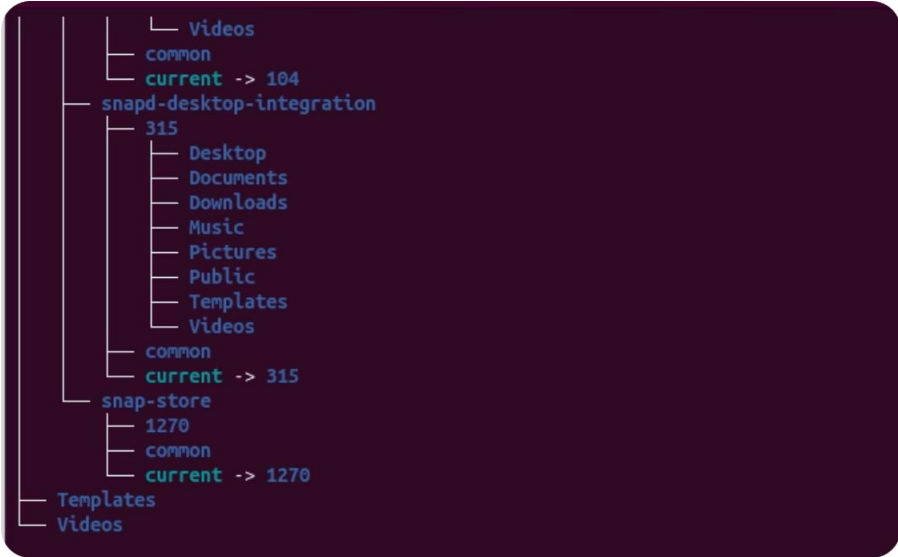 │   │   │   └── Videos
│   │   ├── common
│   │   └── current -> 104
│   ├── snapd-desktop-integration
│   │   ├── 315
│   │   │   ├── Desktop
│   │   │   ├── Documents
│   │   │   ├── Downloads
│   │   │   ├── Music
│   │   │   ├── Pictures
│   │   │   ├── Public
│   │   │   ├── Templates
│   │   │   └── Videos
│   │   ├── common
│   │   └── current -> 315
│   └── snap-store
│       ├── 1270
│       ├── common
│       └── current -> 1270
├── Templates
└── Videos